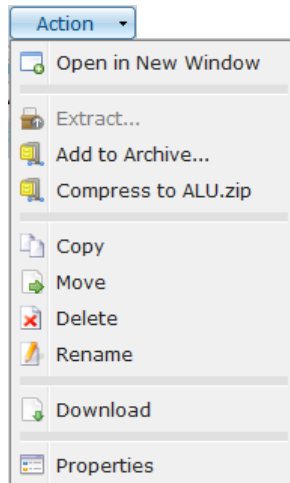 Action
Open in New Window
Extract...
Add to Archive...
Compress to ALU.zip
Copy
Move
Delete
Rename
Download
Properties